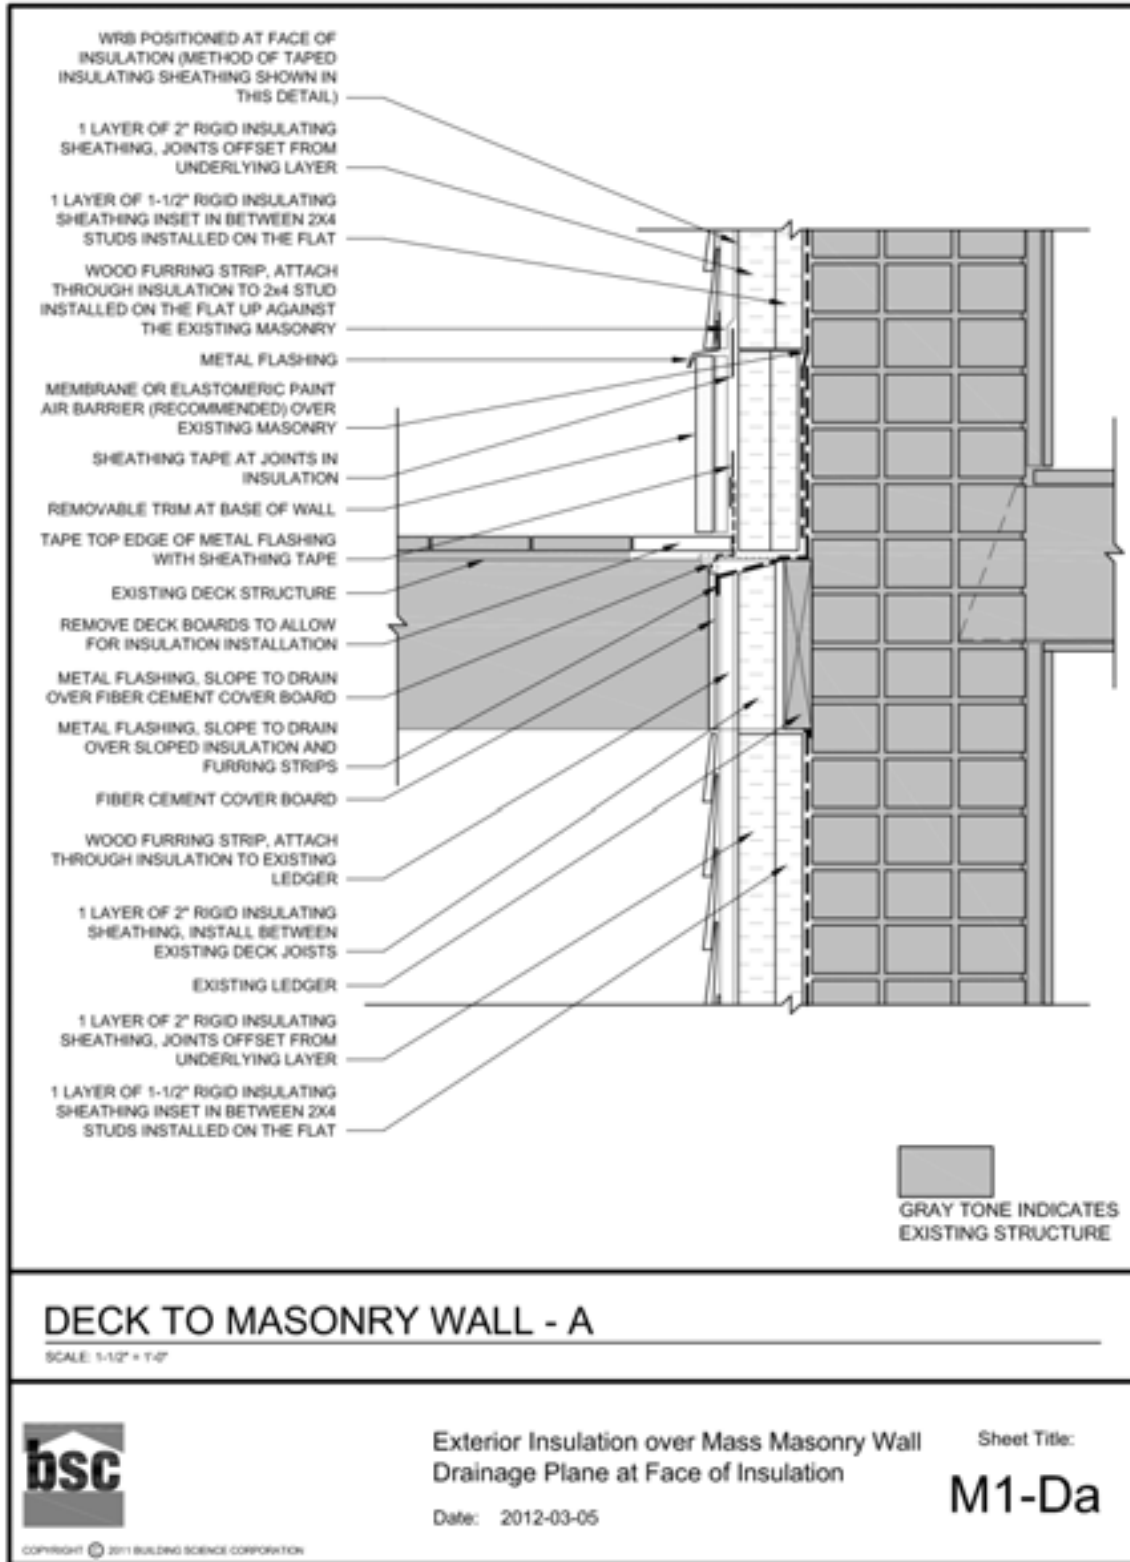 WRB POSITIONED AT FACE OF
INSULATION (METHOD OF TAPED
INSULATING SHEATHING SHOWN IN
THIS DETAIL)
1 LAYER OF 2" RIGID INSULATING
SHEATHING, JOINTS OFFSET FROM
UNDERLYING LAYER
1 LAYER OF 1-1/2" RIGID INSULATING
SHEATHING INSET IN BETWEEN 2X4
STUDS INSTALLED ON THE FLAT
WOOD FURRING STRIP, ATTACH
THROUGH INSULATION TO 2x4 STUD
INSTALLED ON THE FLAT UP AGAINST
THE EXISTING MASONRY
METAL FLASHING
MEMBRANE OR ELASTOMERIC PAINT
AIR BARRIER (RECOMMENDED) OVER
EXISTING MASONRY
SHEATHING TAPE AT JOINTS IN
INSULATION
REMOVABLE TRIM AT BASE OF WALL
TAPE TOP EDGE OF METAL FLASHING
WITH SHEATHING TAPE
EXISTING DECK STRUCTURE
REMOVE DECK BOARDS TO ALLOW
FOR INSULATION INSTALLATION
METAL FLASHING, SLOPE TO DRAIN
OVER FIBER CEMENT COVER BOARD
METAL FLASHING, SLOPE TO DRAIN
OVER SLOPED INSULATION AND
FURRING STRIPS
FIBER CEMENT COVER BOARD
WOOD FURRING STRIP, ATTACH
THROUGH INSULATION TO EXISTING
LEDGER
1 LAYER OF 2" RIGID INSULATING
SHEATHING, INSTALL BETWEEN
EXISTING DECK JOISTS
EXISTING LEDGER
1 LAYER OF 2" RIGID INSULATING
SHEATHING, JOINTS OFFSET FROM
UNDERLYING LAYER
1 LAYER OF 1-1/2" RIGID INSULATING
SHEATHING INSET IN BETWEEN 2X4
STUDS INSTALLED ON THE FLAT
GRAY TONE INDICATES
EXISTING STRUCTURE
DECK TO MASONRY WALL - A
SCALE: 1-1/2" = 1'-0"
bsc
COPYRIGHT © 2011 BUILDING SCIENCE CORPORATION
Exterior Insulation over Mass Masonry Wall
Drainage Plane at Face of Insulation
Date: 2012-03-05
Sheet Title:
M1-Da